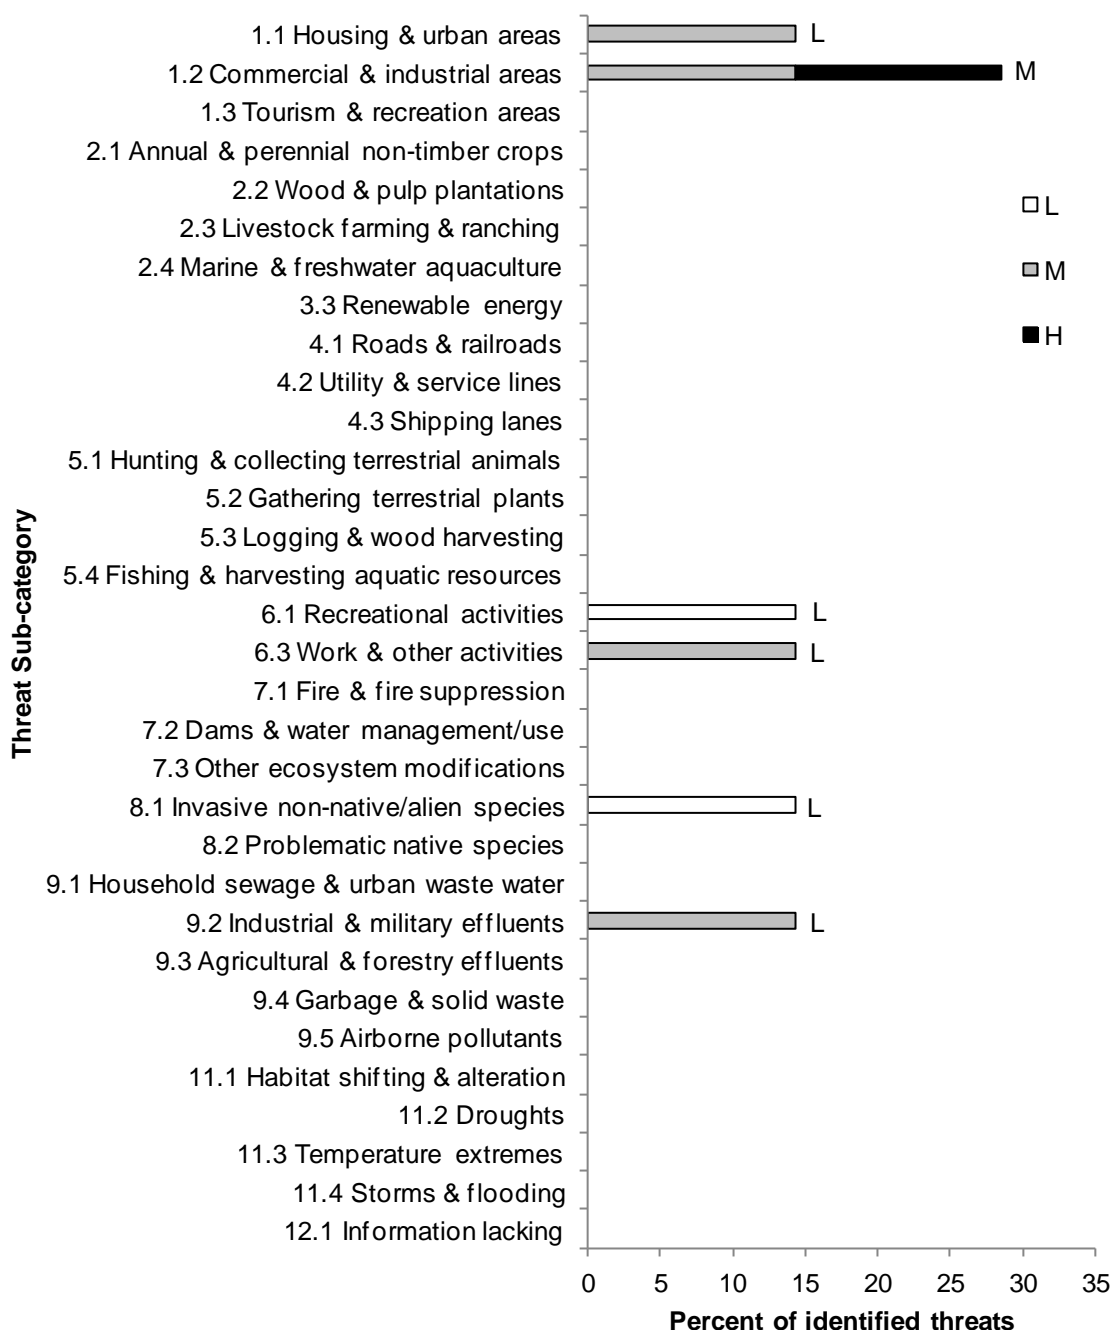 1.1 Housing & urban areas
L
1.2 Commercial & industrial areas
M
1.3 Tourism & recreation areas
2.1 Annual & perennial non-timber crops
2.2 Wood & pulp plantations
L
2.3 Livestock farming & ranching
2.4 Marine & freshwater aquaculture
M
3.3 Renewable energy
4.1 Roads & railroads
H
4.2 Utility & service lines
4.3 Shipping lanes
5.1 Hunting & collecting terrestrial animals
5.2 Gathering terrestrial plants
5.3 Logging & wood harvesting
5.4 Fishing & harvesting aquatic resources
6.1 Recreational activities
L
6.3 Work & other activities
L
7.1 Fire & fire suppression
7.2 Dams & water management/use
7.3 Other ecosystem modifications
8.1 Invasive non-native/alien species
L
8.2 Problematic native species
9.1 Household sewage & urban waste water
9.2 Industrial & military effluents
L
9.3 Agricultural & forestry effluents
9.4 Garbage & solid waste
9.5 Airborne pollutants
11.1 Habitat shifting & alteration
11.2 Droughts
11.3 Temperature extremes
11.4 Storms & flooding
12.1 Information lacking
Threat Sub-category
0 5 10 15 20 25 30 35
Percent of identified threats